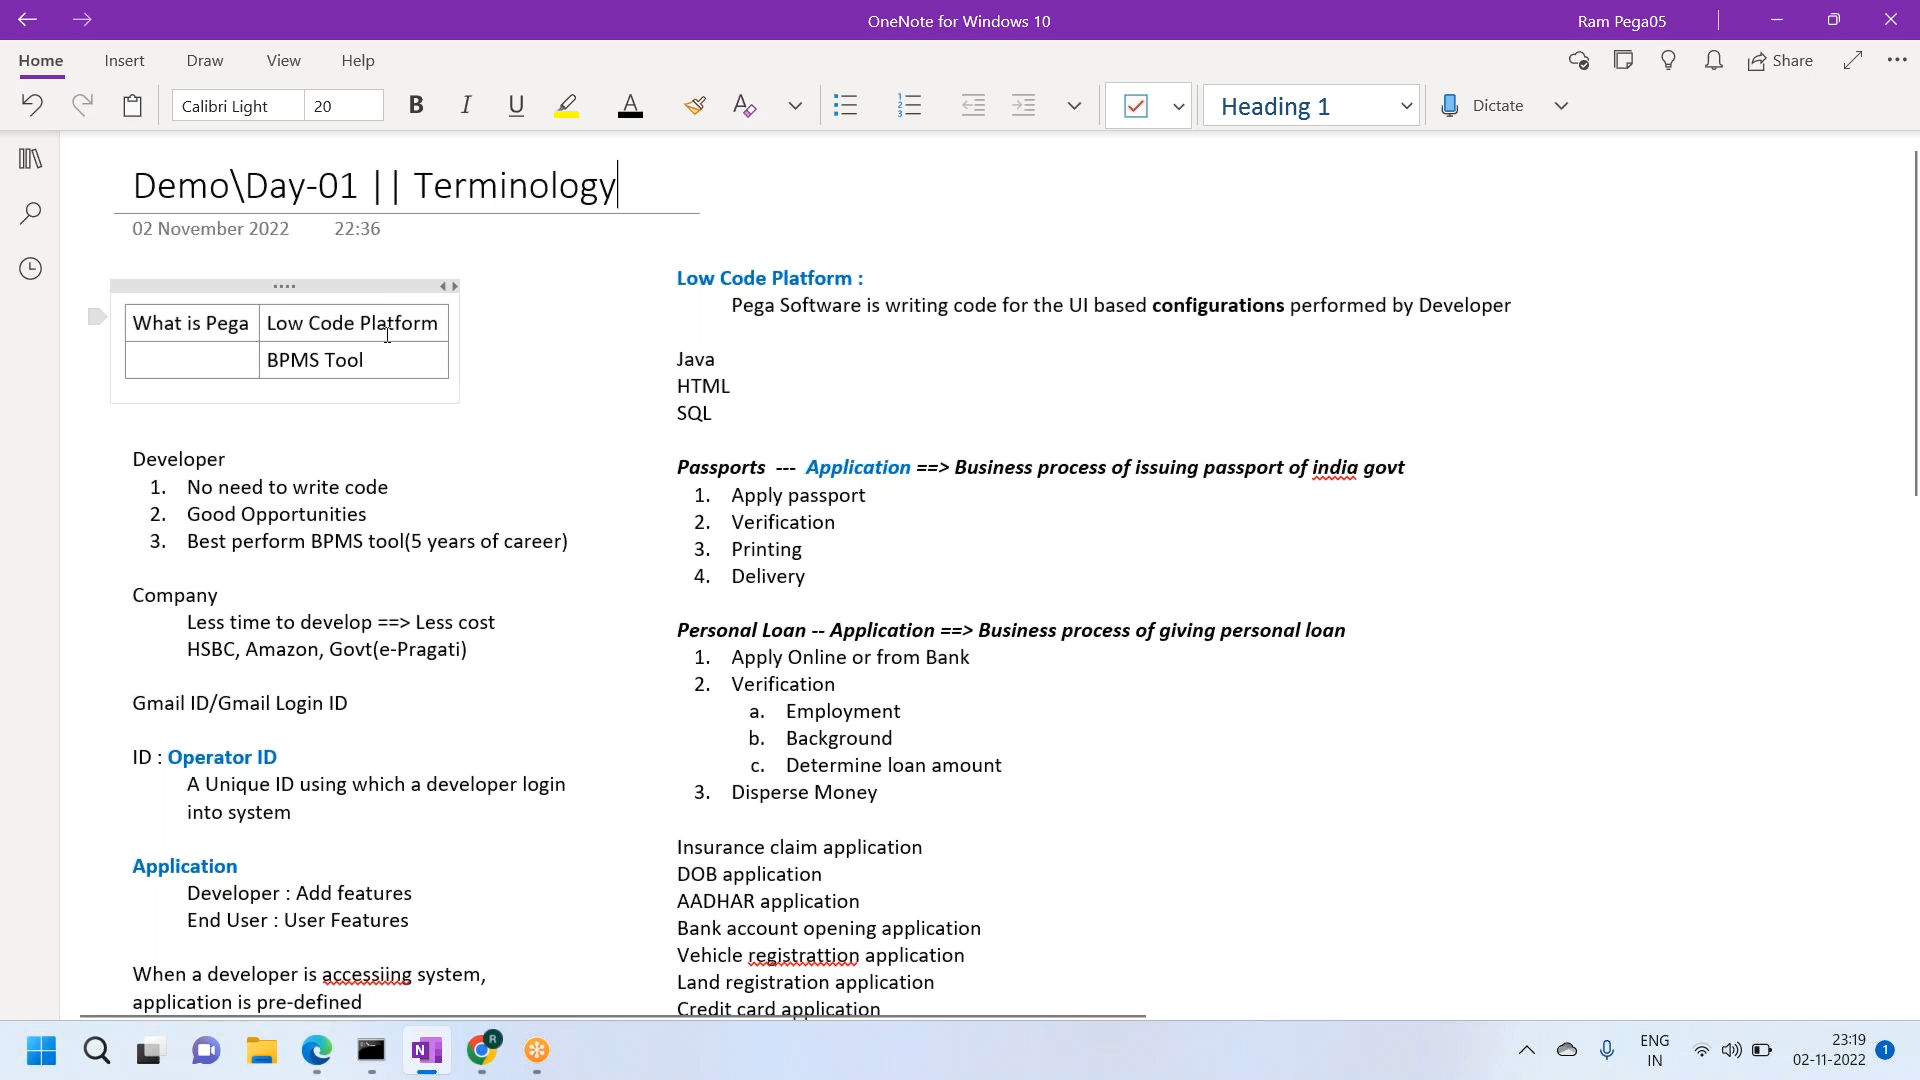 OneNote for Windows 10
Ram Pega05
Home Insert Draw View Help
Share
Calibri Light 20 B I U A Heading 1 Dictate
Demo\Day-01 || Terminology
02 November 2022 22:36
What is Pega Low Code Platform
BPMS Tool
Developer
1. No need to write code
2. Good Opportunities
3. Best perform BPMS tool(5 years of career)
Company
Less time to develop ==> Less cost
HSBC, Amazon, Govt(e-Pragati)
Gmail ID/Gmail Login ID
ID : Operator ID
A Unique ID using which a developer login
into system
Application
Developer : Add features
End User : User Features
When a developer is accessiing system,
application is pre-defined
Low Code Platform :
Pega Software is writing code for the UI based configurations performed by Developer
Java
HTML
SQL
Passports --- Application ==> Business process of issuing passport of india govt
1. Apply passport
2. Verification
3. Printing
4. Delivery
Personal Loan -- Application ==> Business process of giving personal loan
1. Apply Online or from Bank
2. Verification
a. Employment
b. Background
c. Determine loan amount
3. Disperse Money
Insurance claim application
DOB application
AADHAR application
Bank account opening application
Vehicle registrattion application
Land registration application
Credit card application
ENG
IN
23:19
02-11-2022
1